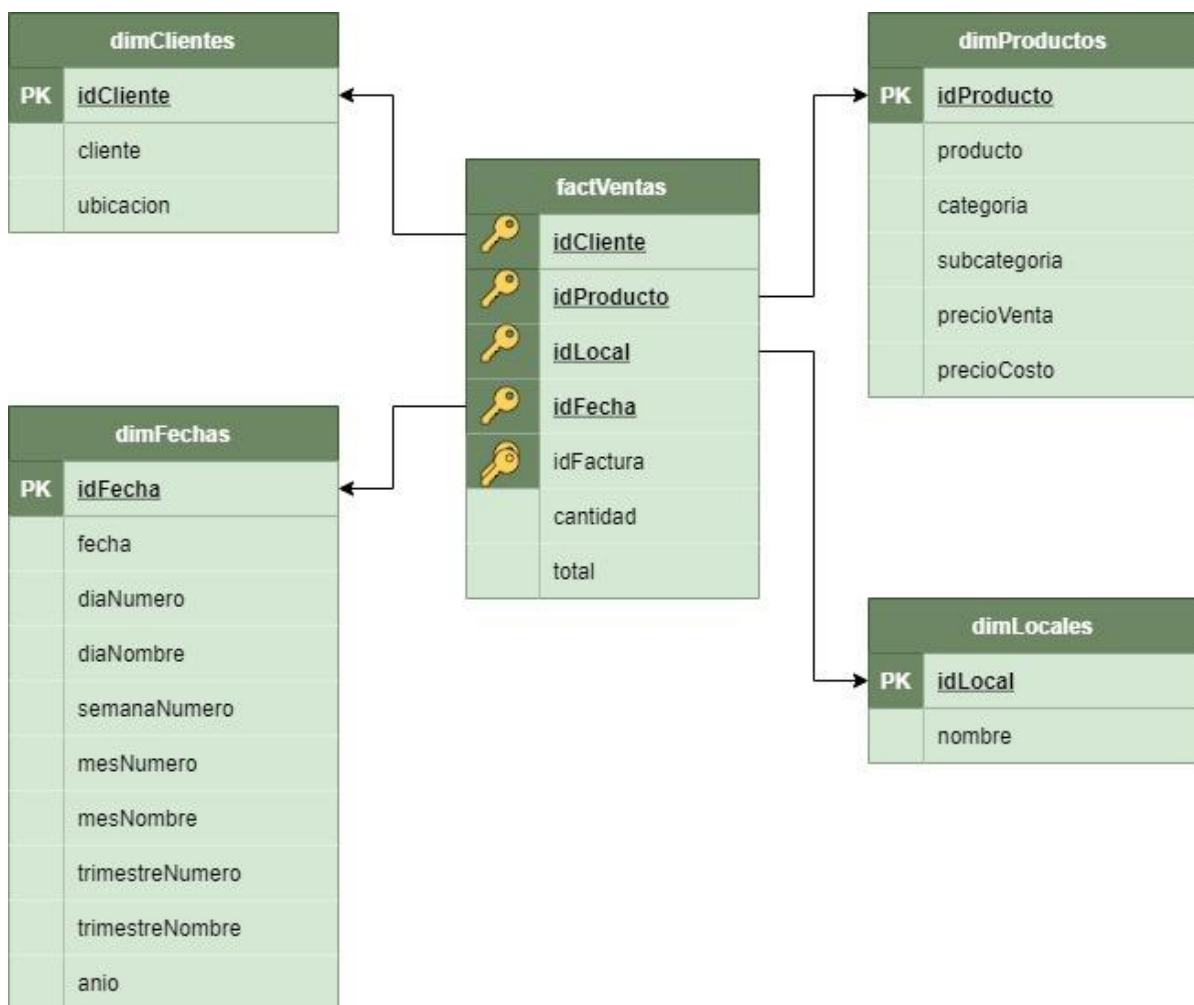 dimClientes
PK idCliente
cliente
ubicacion
dimProductos
PK idProducto
producto
categoria
subcategoria
precioVenta
precioCosto
factVentas
idCliente
idProducto
idLocal
idFecha
idFactura
cantidad
total
dimFechas
PK idFecha
fecha
diaNumero
diaNombre
semanaNumero
mesNumero
mesNombre
trimestreNumero
trimestreNombre
anio
dimLocales
PK idLocal
nombre